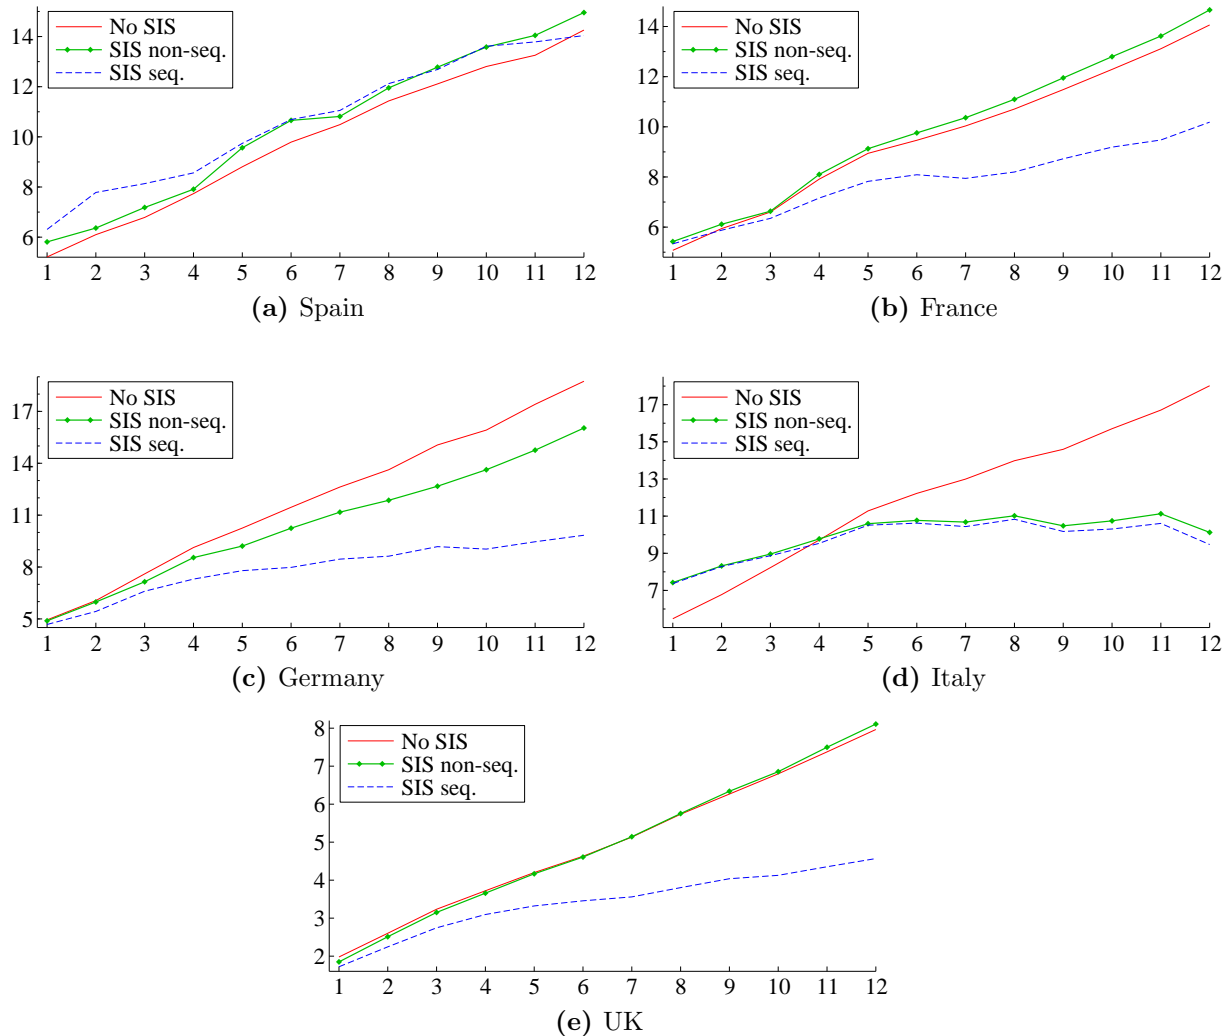 No SIS
SIS non-seq.
SIS seq.
14
12
10
8
6
1 2 3 4 5 6 7 8 9 10 11 12
(a) Spain
No SIS
SIS non-seq.
SIS seq.
14
12
10
8
6
1 2 3 4 5 6 7 8 9 10 11 12
(b) France
No SIS
SIS non-seq.
SIS seq.
17
14
11
8
5
1 2 3 4 5 6 7 8 9 10 11 12
(c) Germany
No SIS
SIS non-seq.
SIS seq.
17
15
13
11
9
7
1 2 3 4 5 6 7 8 9 10 11 12
(d) Italy
No SIS
SIS non-seq.
SIS seq.
8
7
6
5
4
3
2
1 2 3 4 5 6 7 8 9 10 11 12
(e) UK